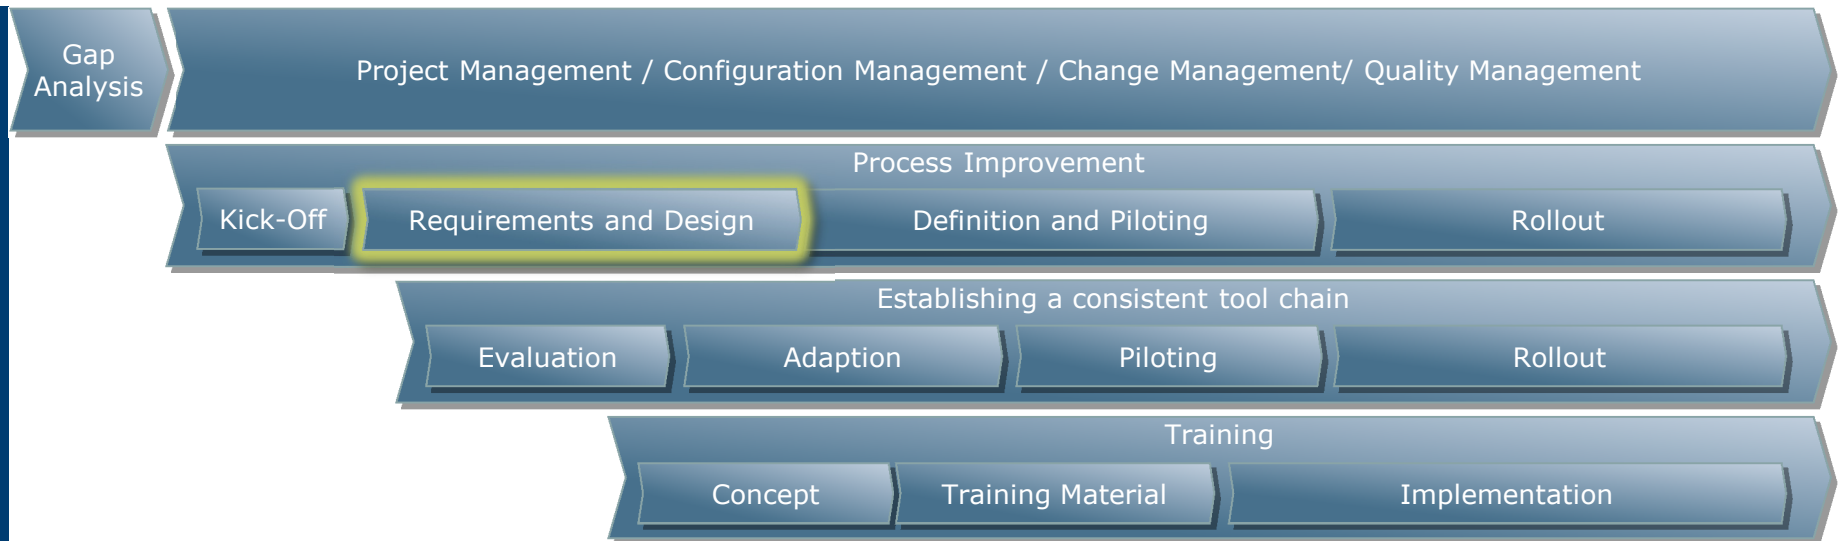 Gap
Analysis
Project Management / Configuration Management / Change Management/ Quality Management
Process Improvement
Kick-Off
Requirements and Design
Definition and Piloting
Rollout
Establishing a consistent tool chain
Evaluation
Adaption
Piloting
Rollout
Training
Concept
Training Material
Implementation